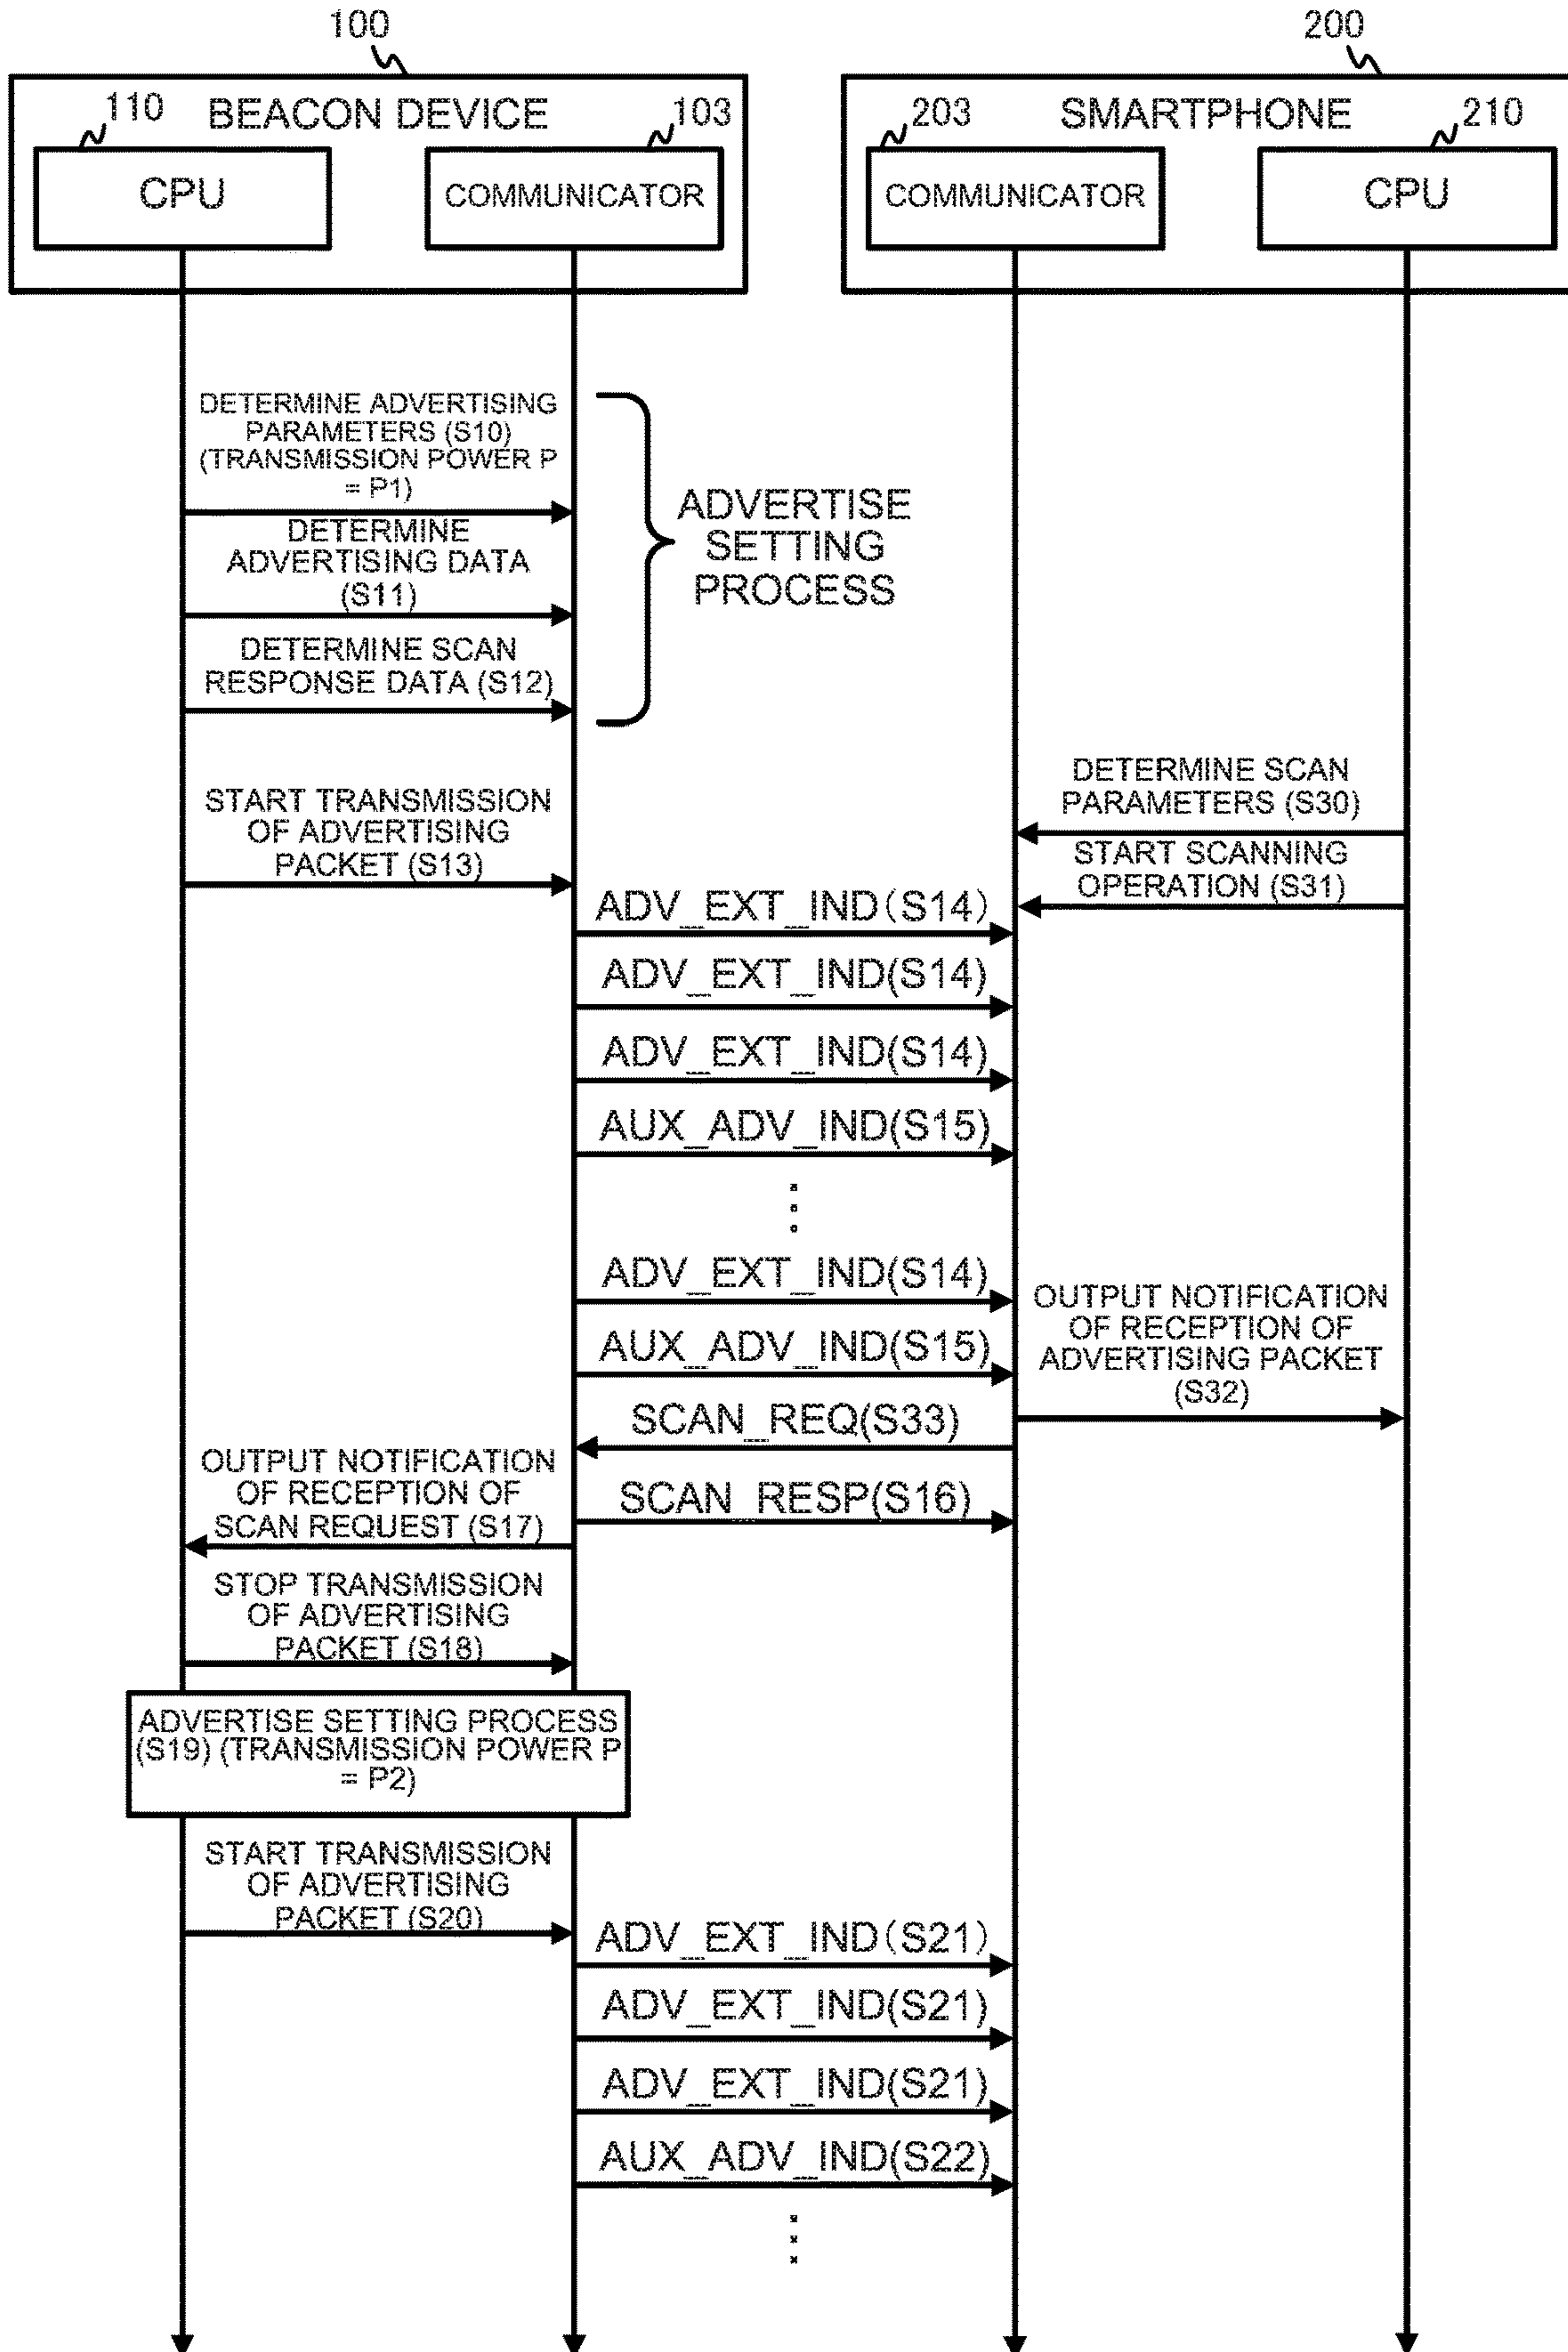 100
200
110
BEACON DEVICE
103
203
SMARTPHONE
210
CPU
COMMUNICATOR
COMMUNICATOR
CPU
DETERMINE ADVERTISING
PARAMETERS (S10)
(TRANSMISSION POWER P
= P1)
DETERMINE
ADVERTISING DATA
(S11)
DETERMINE SCAN
RESPONSE DATA (S12)
ADVERTISE
SETTING
PROCESS
DETERMINE SCAN
PARAMETERS (S30)
START TRANSMISSION
OF ADVERTISING
PACKET (S13)
START SCANNING
OPERATION (S31)
ADV_EXT_IND(S14)
ADV_EXT_IND(S14)
ADV_EXT_IND(S14)
AUX_ADV_IND(S15)
ADV_EXT_IND(S14)
AUX_ADV_IND(S15)
OUTPUT NOTIFICATION
OF RECEPTION OF
ADVERTISING PACKET
(S32)
SCAN_REQ(S33)
SCAN_RESP(S16)
OUTPUT NOTIFICATION
OF RECEPTION OF
SCAN REQUEST (S17)
STOP TRANSMISSION
OF ADVERTISING
PACKET (S18)
ADVERTISE SETTING PROCESS
(S19) (TRANSMISSION POWER P
= P2)
START TRANSMISSION
OF ADVERTISING
PACKET (S20)
ADV_EXT_IND(S21)
ADV_EXT_IND(S21)
ADV_EXT_IND(S21)
AUX_ADV_IND(S22)